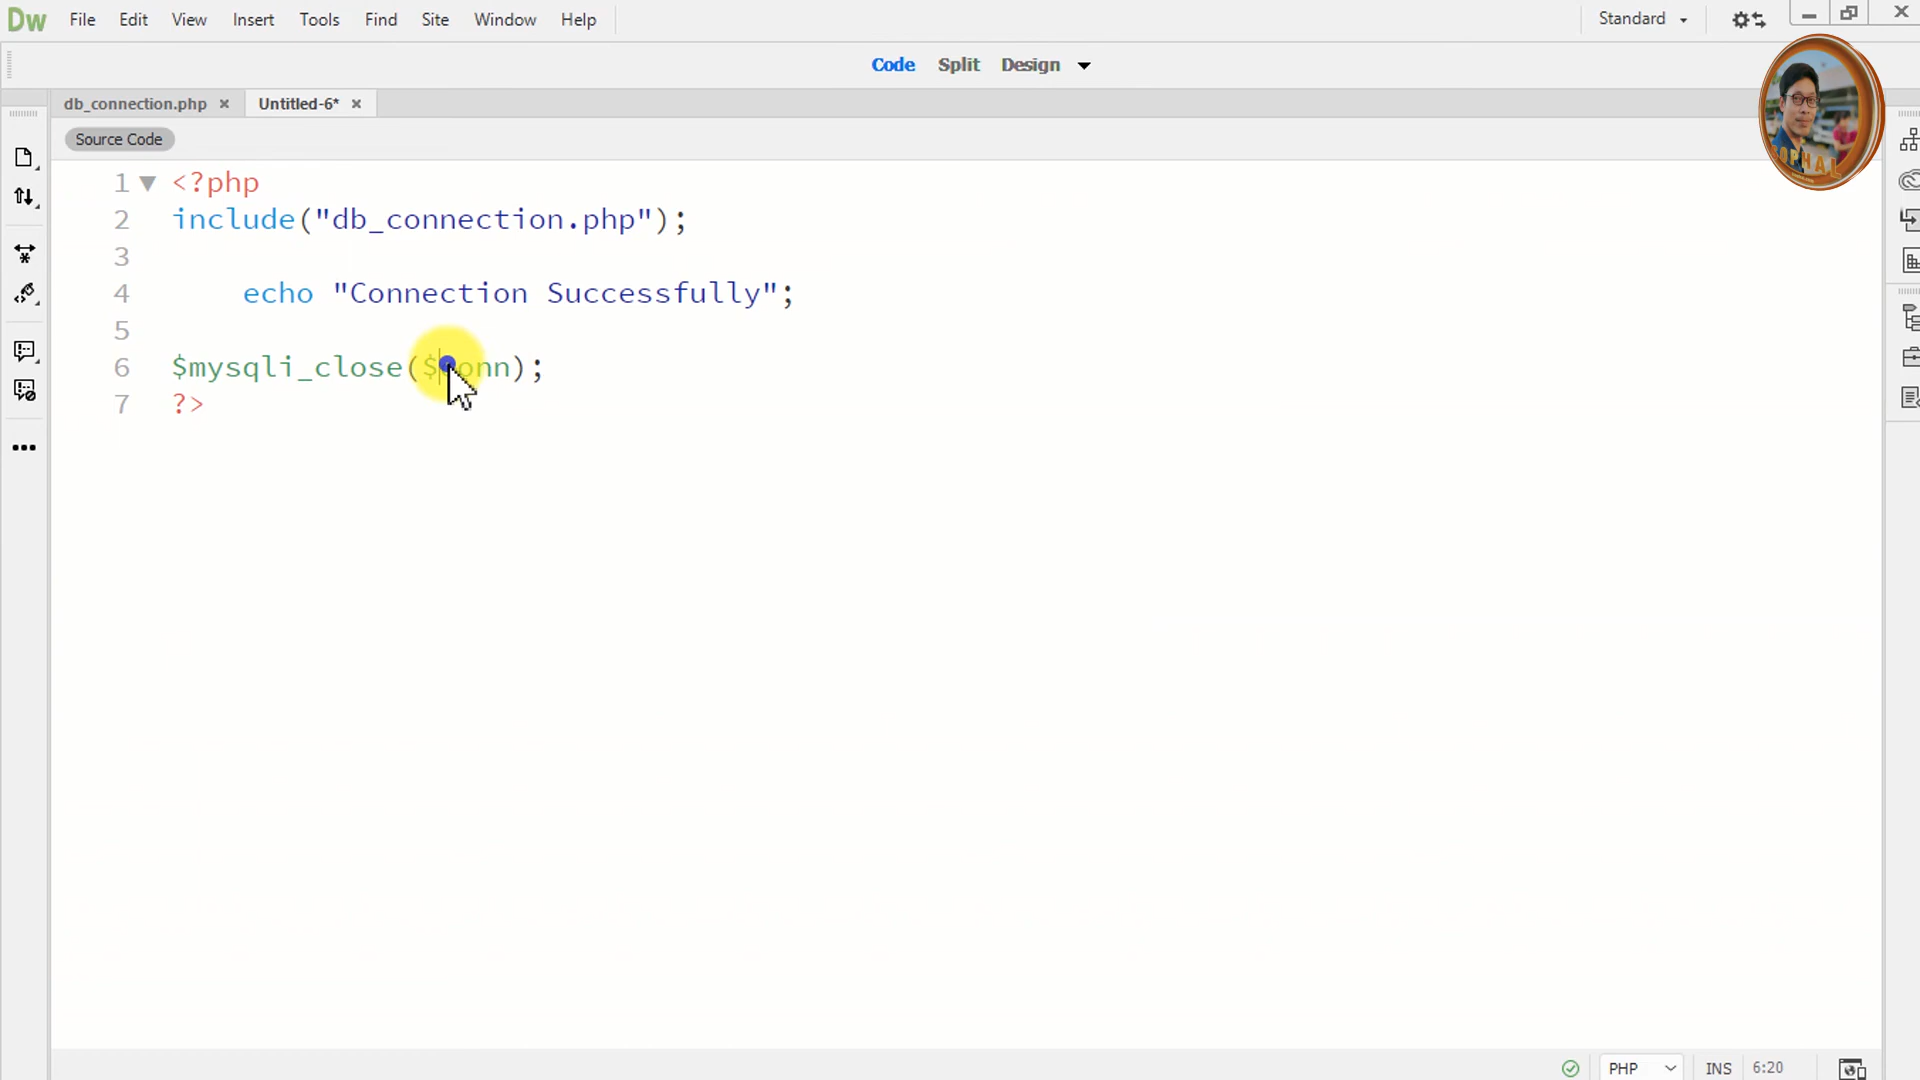 Dw File Edit View Insert Tools Find Site Window Help Standard
Code Split Design
db_connection.php × Untitled-6* ×
Source Code
1 <?php
2 include("db_connection.php");
3
4 echo "Connection Successfully";
5
6 $mysqli_close($conn);
7 ?>
SOPHAL
PHP INS 6:20